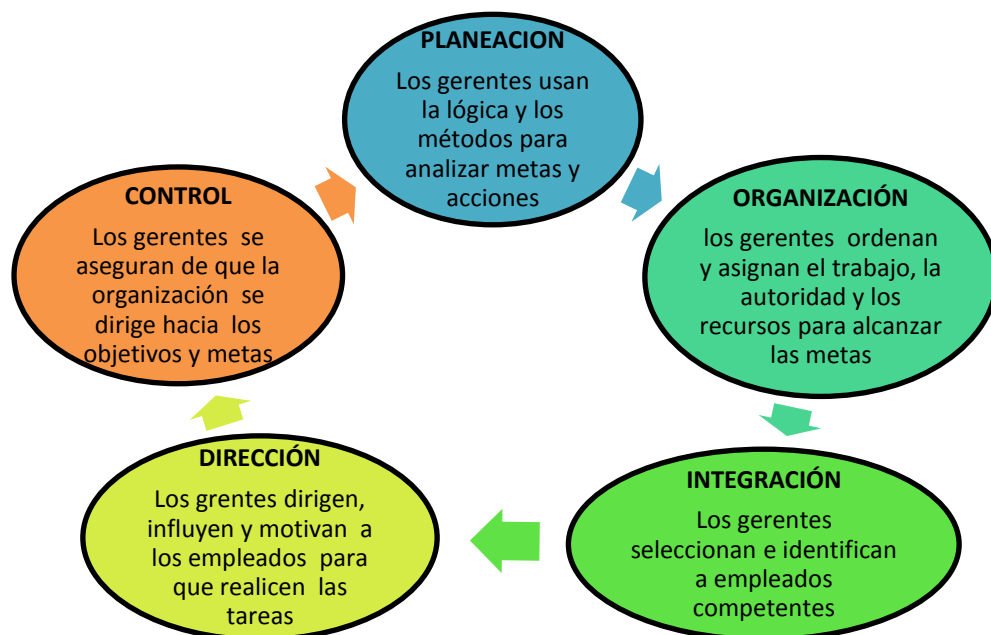 PLANEACION
Los gerentes usan
la lógica y los
métodos para
analizar metas y
acciones
ORGANIZACIÓN
los gerentes ordenan
y asignan el trabajo, la
autoridad y los
recursos para alcanzar
las metas
INTEGRACIÓN
Los gerentes
seleccionan e identifican
a empleados
competentes
DIRECCIÓN
Los grentes dirigen,
influyen y motivan a
los empleados para
que realicen las
tareas
CONTROL
Los gerentes se
aseguran de que la
organización se
dirige hacia los
objetivos y metas